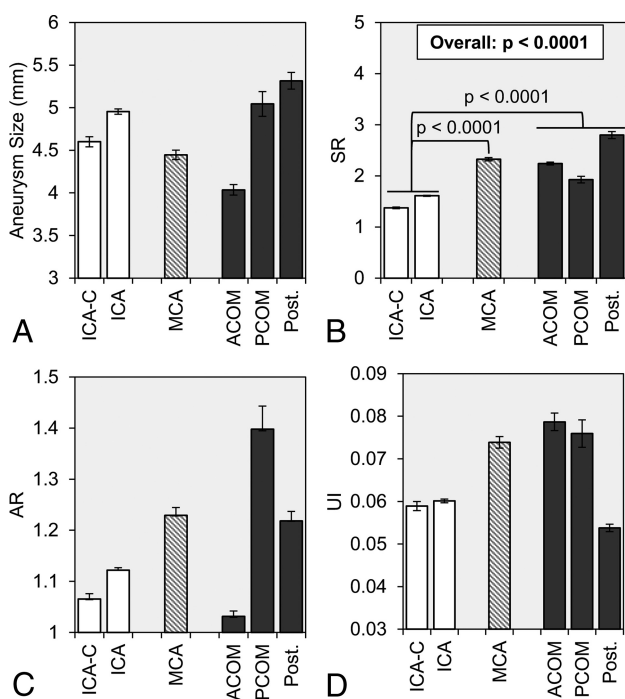 6
5.5
5
4.5
4
3.5
3
Aneurysm Size (mm)
ICA-C
ICA
MCA
ACOM
PCOM
Post.
A
5
4
3
2
1
0
SR
Overall: p < 0.0001
p < 0.0001
p < 0.0001
ICA-C
ICA
MCA
ACOM
PCOM
Post.
B
1.5
1.4
1.2
1.2
1.1
1
AR
ICA-C
ICA
MCA
ACOM
PCOM
Post.
C
0.09
0.08
0.07
0.06
0.05
0.04
0.03
UI
ICA-C
ICA
MCA
ACOM
PCOM
Post.
D